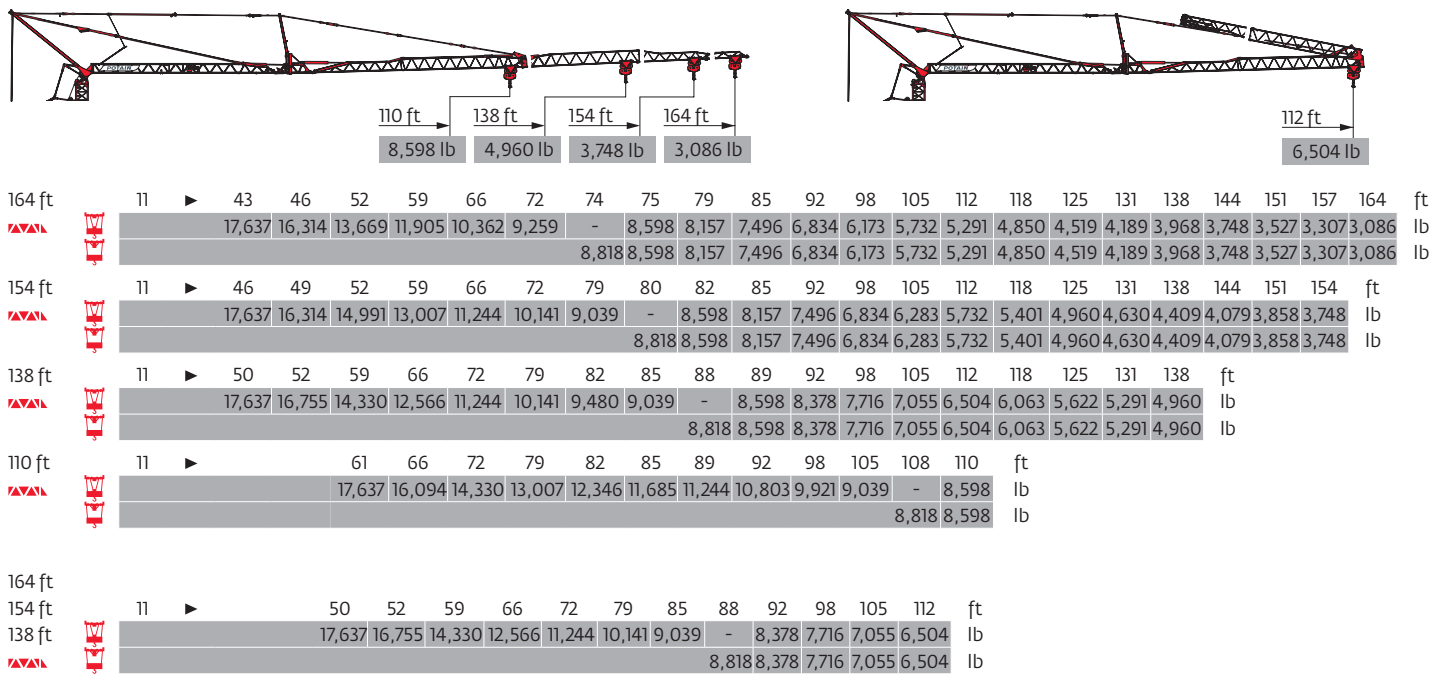 POTAIN POTAIN
110 ft 138 ft 154 ft 164 ft 112 ft
8,598 lb 4,960 lb 3,748 lb 3,086 lb 6,504 lb
164 ft 11 ► 43 46 52 59 66 72 74 75 79 85 92 98 105 112 118 125 131 138 144 151 157 164 ft
17,637 16,314 13,669 11,905 10,362 9,259 - 8,598 8,157 7,496 6,834 6,173 5,732 5,291 4,850 4,519 4,189 3,968 3,748 3,527 3,307 3,086 lb
8,818 8,598 8,157 7,496 6,834 6,173 5,732 5,291 4,850 4,519 4,189 3,968 3,748 3,527 3,307 3,086 lb
154 ft 11 ► 46 49 52 59 66 72 79 80 82 85 92 98 105 112 118 125 131 138 144 151 154 ft
17,637 16,314 14,991 13,007 11,244 10,141 9,039 - 8,598 8,157 7,496 6,834 6,283 5,732 5,401 4,960 4,630 4,409 4,079 3,858 3,748 lb
8,818 8,598 8,157 7,496 6,834 6,283 5,732 5,401 4,960 4,630 4,409 4,079 3,858 3,748 lb
138 ft 11 ► 50 52 59 66 72 79 82 85 88 89 92 98 105 112 118 125 131 138 ft
17,637 16,755 14,330 12,566 11,244 10,141 9,480 9,039 - 8,598 8,378 7,716 7,055 6,504 6,063 5,622 5,291 4,960 lb
8,818 8,598 8,378 7,716 7,055 6,504 6,063 5,622 5,291 4,960 lb
110 ft 11 ► 61 66 72 79 82 85 89 92 98 105 108 110 ft
17,637 16,094 14,330 13,007 12,346 11,685 11,244 10,803 9,921 9,039 - 8,598 lb
8,818 8,598 lb
164 ft
154 ft 11 ► 50 52 59 66 72 79 85 88 92 98 105 112 ft
138 ft 17,637 16,755 14,330 12,566 11,244 10,141 9,039 - 8,378 7,716 7,055 6,504 lb
8,818 8,378 7,716 7,055 6,504 lb